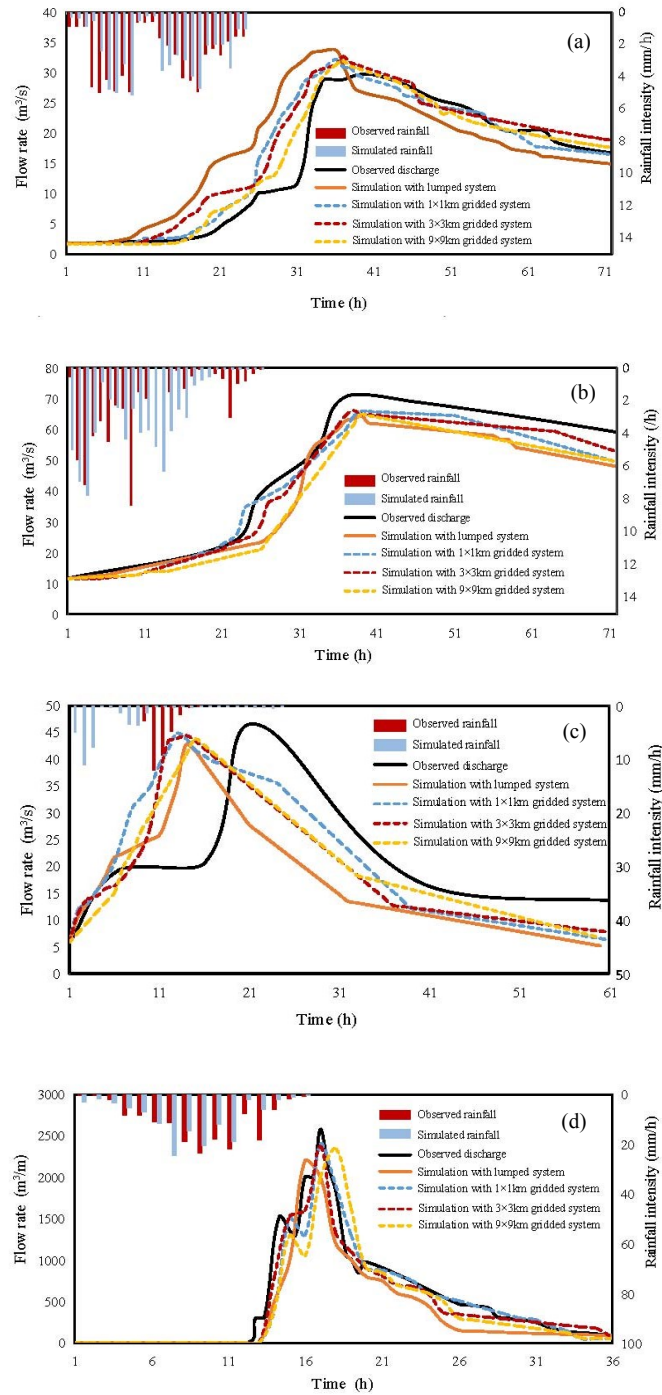 (a)
Flow rate (m³/s)
40
35
30
25
20
15
10
5
0
Observed rainfall
Simulated rainfall
Observed discharge
Simulation with lumped system
Simulation with 1×1km gridded system
Simulation with 3×3km gridded system
Simulation with 9×9km gridded system
0
2
4
6
8
10
12
14
Rainfall intensity (mm/h)
1 11 21 31 41 51 61 71
Time (h)
(b)
Flow rate (m³/s)
80
70
60
50
40
30
20
10
0
Observed rainfall
Simulated rainfall
Observed discharge
Simulation with lumped system
Simulation with 1×1km gridded system
Simulation with 3×3km gridded system
Simulation with 9×9km gridded system
0
2
4
6
8
10
12
14
Rainfall intensity (/h)
1 11 21 31 41 51 61 71
Time (h)
(c)
Flow rate (m³/s)
50
45
40
35
30
25
20
15
10
5
0
Observed rainfall
Simulated rainfall
Observed discharge
Simulation with lumped system
Simulation with 1×1km gridded system
Simulation with 3×3km gridded system
Simulation with 9×9km gridded system
0
10
20
30
40
50
Rainfall intensity (mm/h)
1 11 21 31 41 51 61
Time (h)
(d)
Flow rate (m³/m)
3000
2500
2000
1500
1000
500
0
Observed rainfall
Simulated rainfall
Observed discharge
Simulation with lumped system
Simulation with 1×1km gridded system
Simulation with 3×3km gridded system
Simulation with 9×9km gridded system
0
20
40
60
80
100
Rainfall intensity (mm/h)
1 6 11 16 21 26 31 36
Time (h)